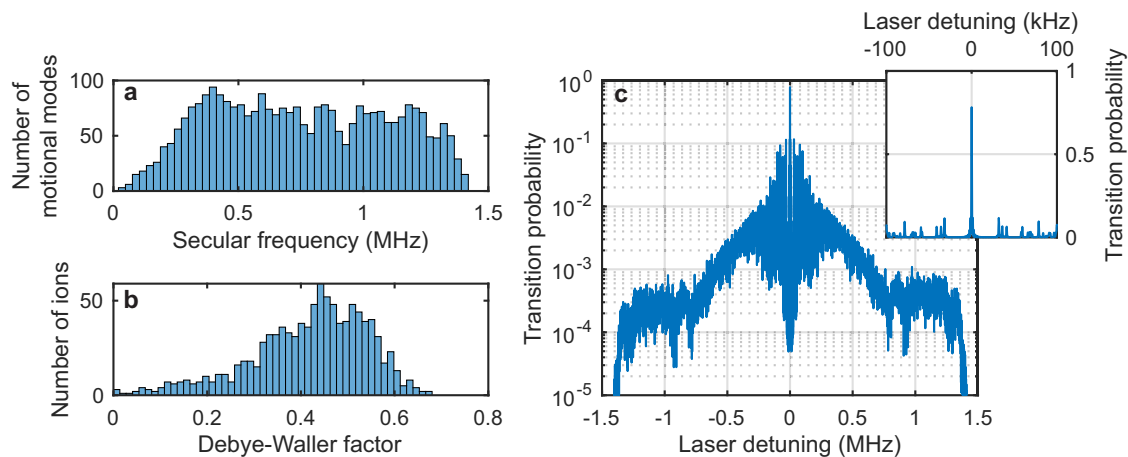 Number of
motional modes
100
50
0
a
0
0.5
1
1.5
Secular frequency (MHz)
Number of ions
50
0
b
0
0.2
0.4
0.6
0.8
Debye-Waller factor
Transition probability
10⁰
10⁻¹
10⁻²
10⁻³
10⁻⁴
10⁻⁵
c
-1.5
-1
-0.5
0
0.5
1
1.5
Laser detuning (MHz)
Laser detuning (kHz)
-100
0
100
1
0.5
0
Transition probability